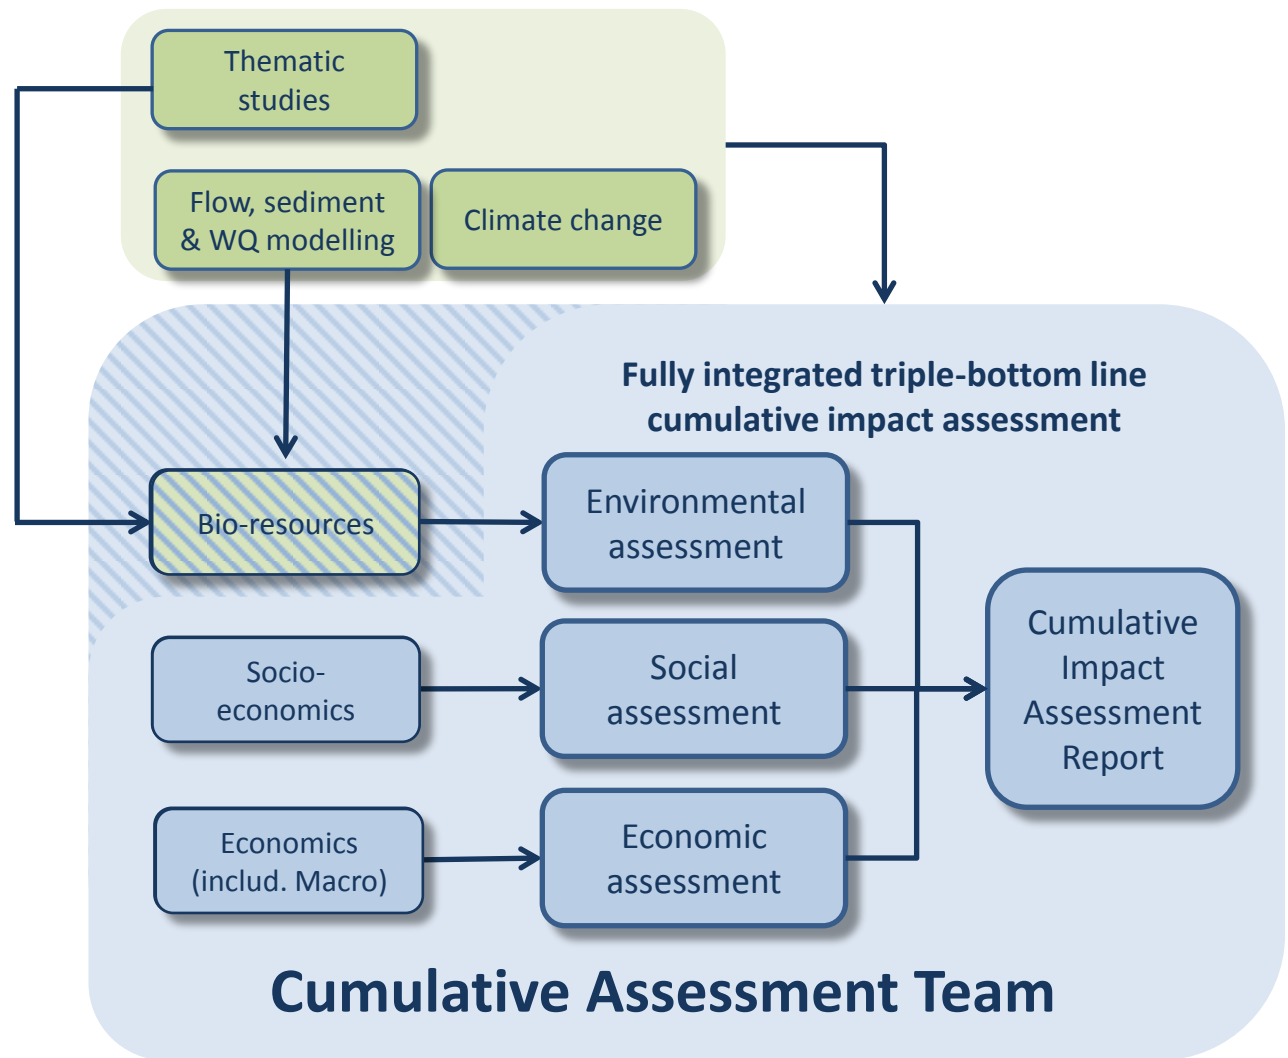 Thematic
studies
Flow, sediment
& WQ modelling
Climate change
Fully integrated triple-bottom line
cumulative impact assessment
Bio-resources
Environmental
assessment
Socio-
economics
Social
assessment
Economics
(includ. Macro)
Economic
assessment
Cumulative
Impact
Assessment
Report
Cumulative Assessment Team